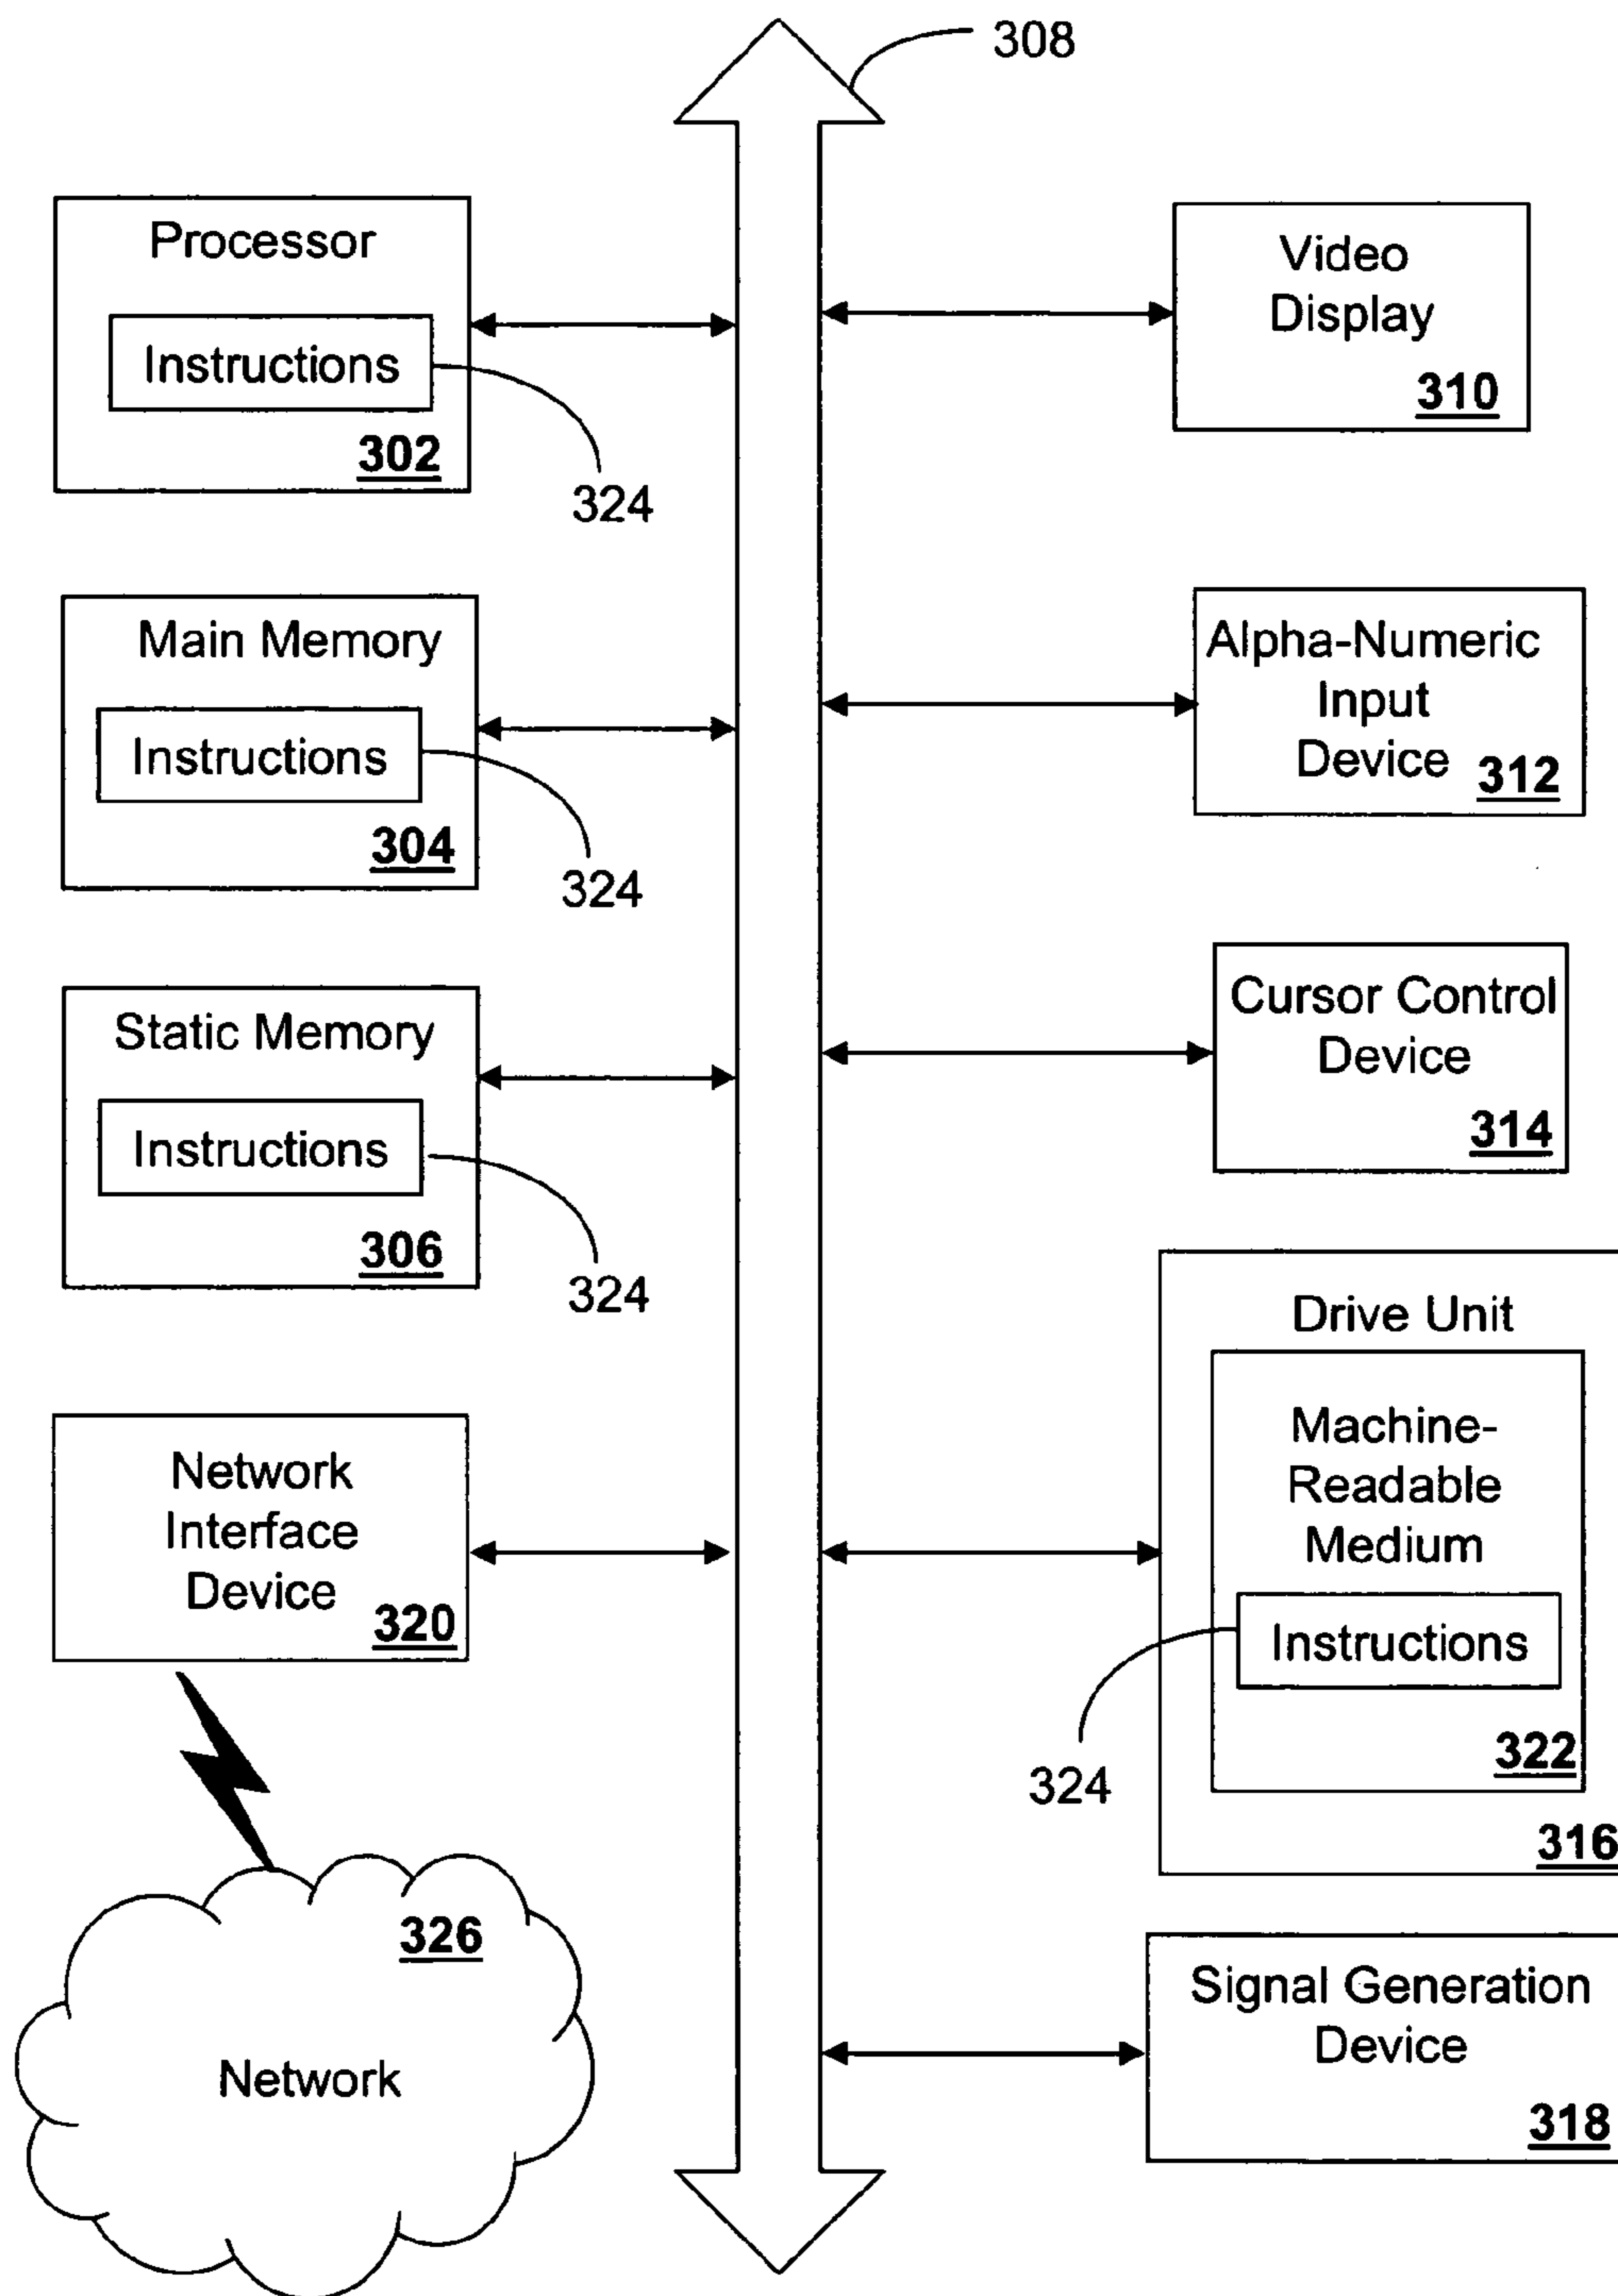 308
Processor
Instructions
302
324
Main Memory
Instructions
304
324
Static Memory
Instructions
306
324
Network
Interface
Device
320
326
Network
Video
Display
310
Alpha-Numeric
Input
Device
312
Cursor Control
Device
314
Drive Unit
Machine-
Readable
Medium
Instructions
324
322
316
Signal Generation
Device
318